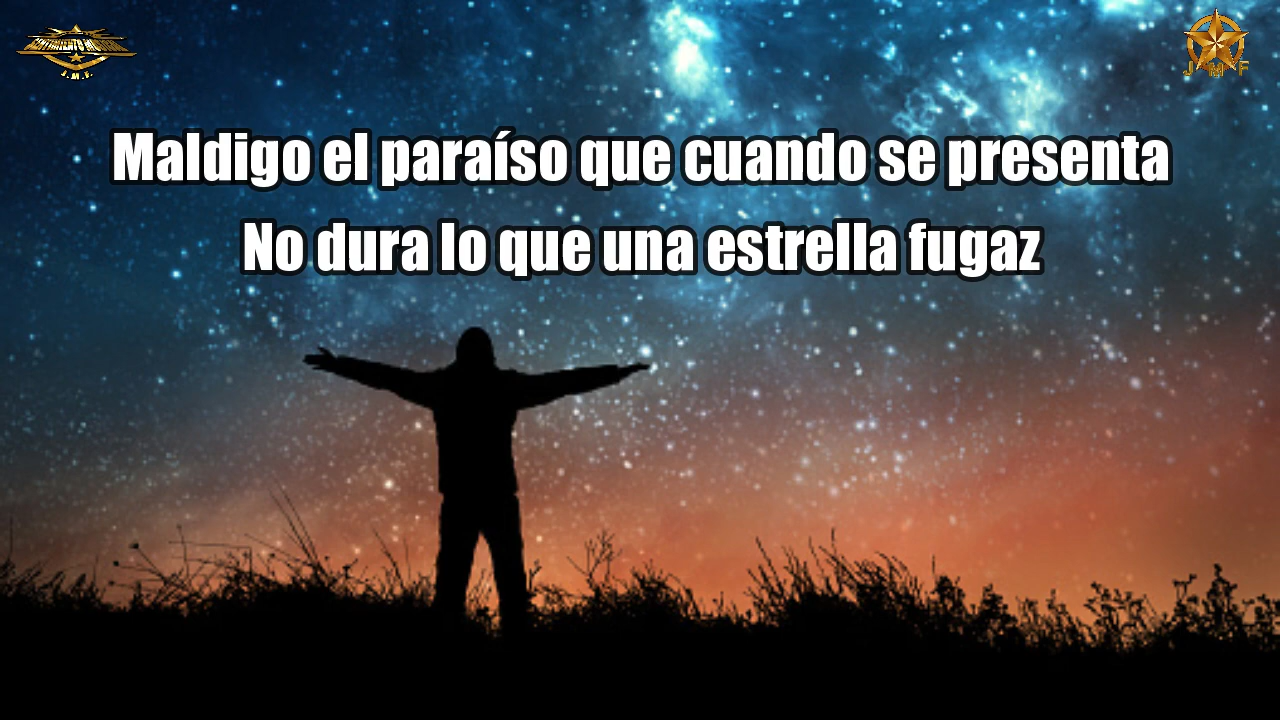 Maldigo el paraíso que cuando se presenta
No dura lo que una estrella fugaz
J.M.F.
J M F